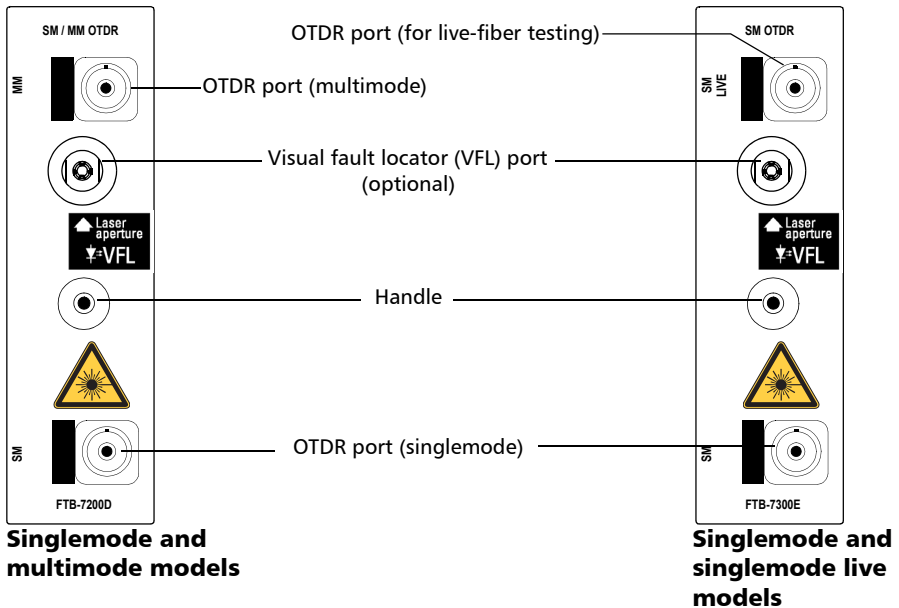 SM / MM OTDR
MM
OTDR port (multimode)
OTDR port (for live-fiber testing)
SM OTDR
SM
LIVE
Visual fault locator (VFL) port
(optional)
Laser
aperture
VFL
Laser
aperture
VFL
Handle
OTDR port (singlemode)
SM
SM
FTB-7200D
FTB-7300E
Singlemode and
multimode models
Singlemode and
singlemode live
models